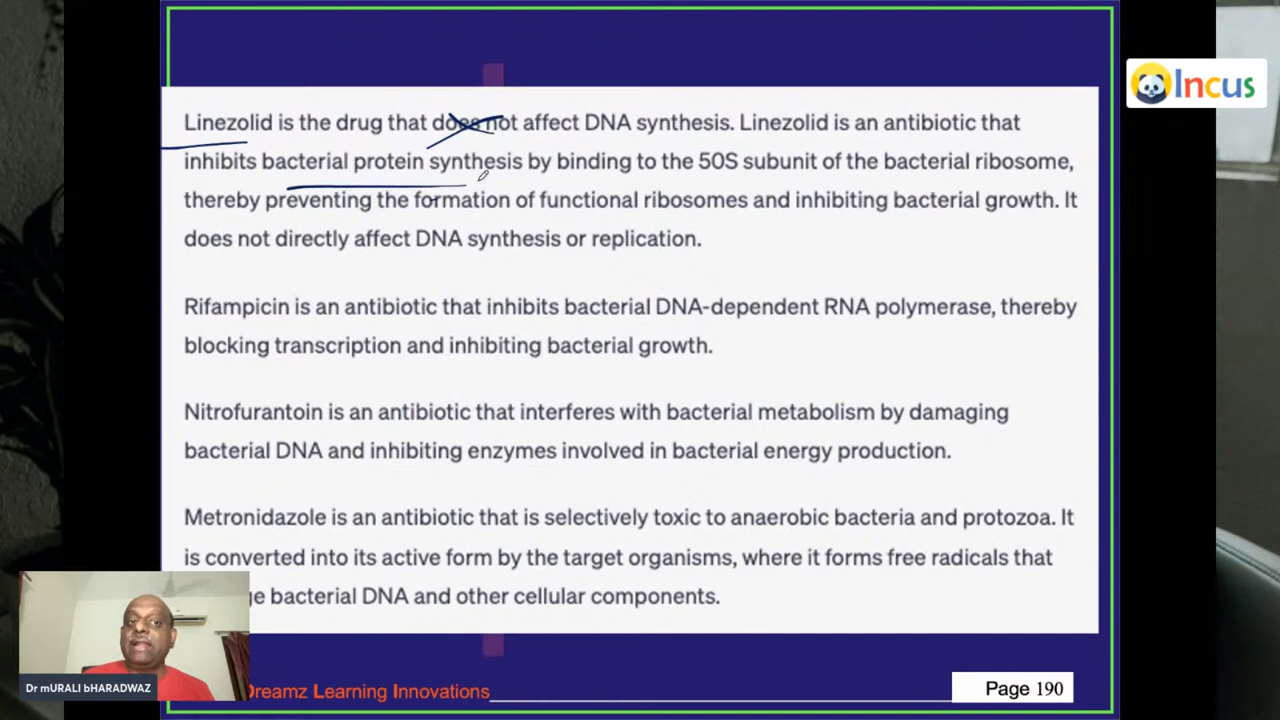 Incus
Linezolid is the drug that does not affect DNA synthesis. Linezolid is an antibiotic that
inhibits bacterial protein synthesis by binding to the 50S subunit of the bacterial ribosome,
thereby preventing the formation of functional ribosomes and inhibiting bacterial growth. It
does not directly affect DNA synthesis or replication.
Rifampicin is an antibiotic that inhibits bacterial DNA-dependent RNA polymerase, thereby
blocking transcription and inhibiting bacterial growth.
Nitrofurantoin is an antibiotic that interferes with bacterial metabolism by damaging
bacterial DNA and inhibiting enzymes involved in bacterial energy production.
Metronidazole is an antibiotic that is selectively toxic to anaerobic bacteria and protozoa. It
is converted into its active form by the target organisms, where it forms free radicals that
bacterial DNA and other cellular components.
Dr mURALI bHARADWAZ
Learning Innovations
Page 190